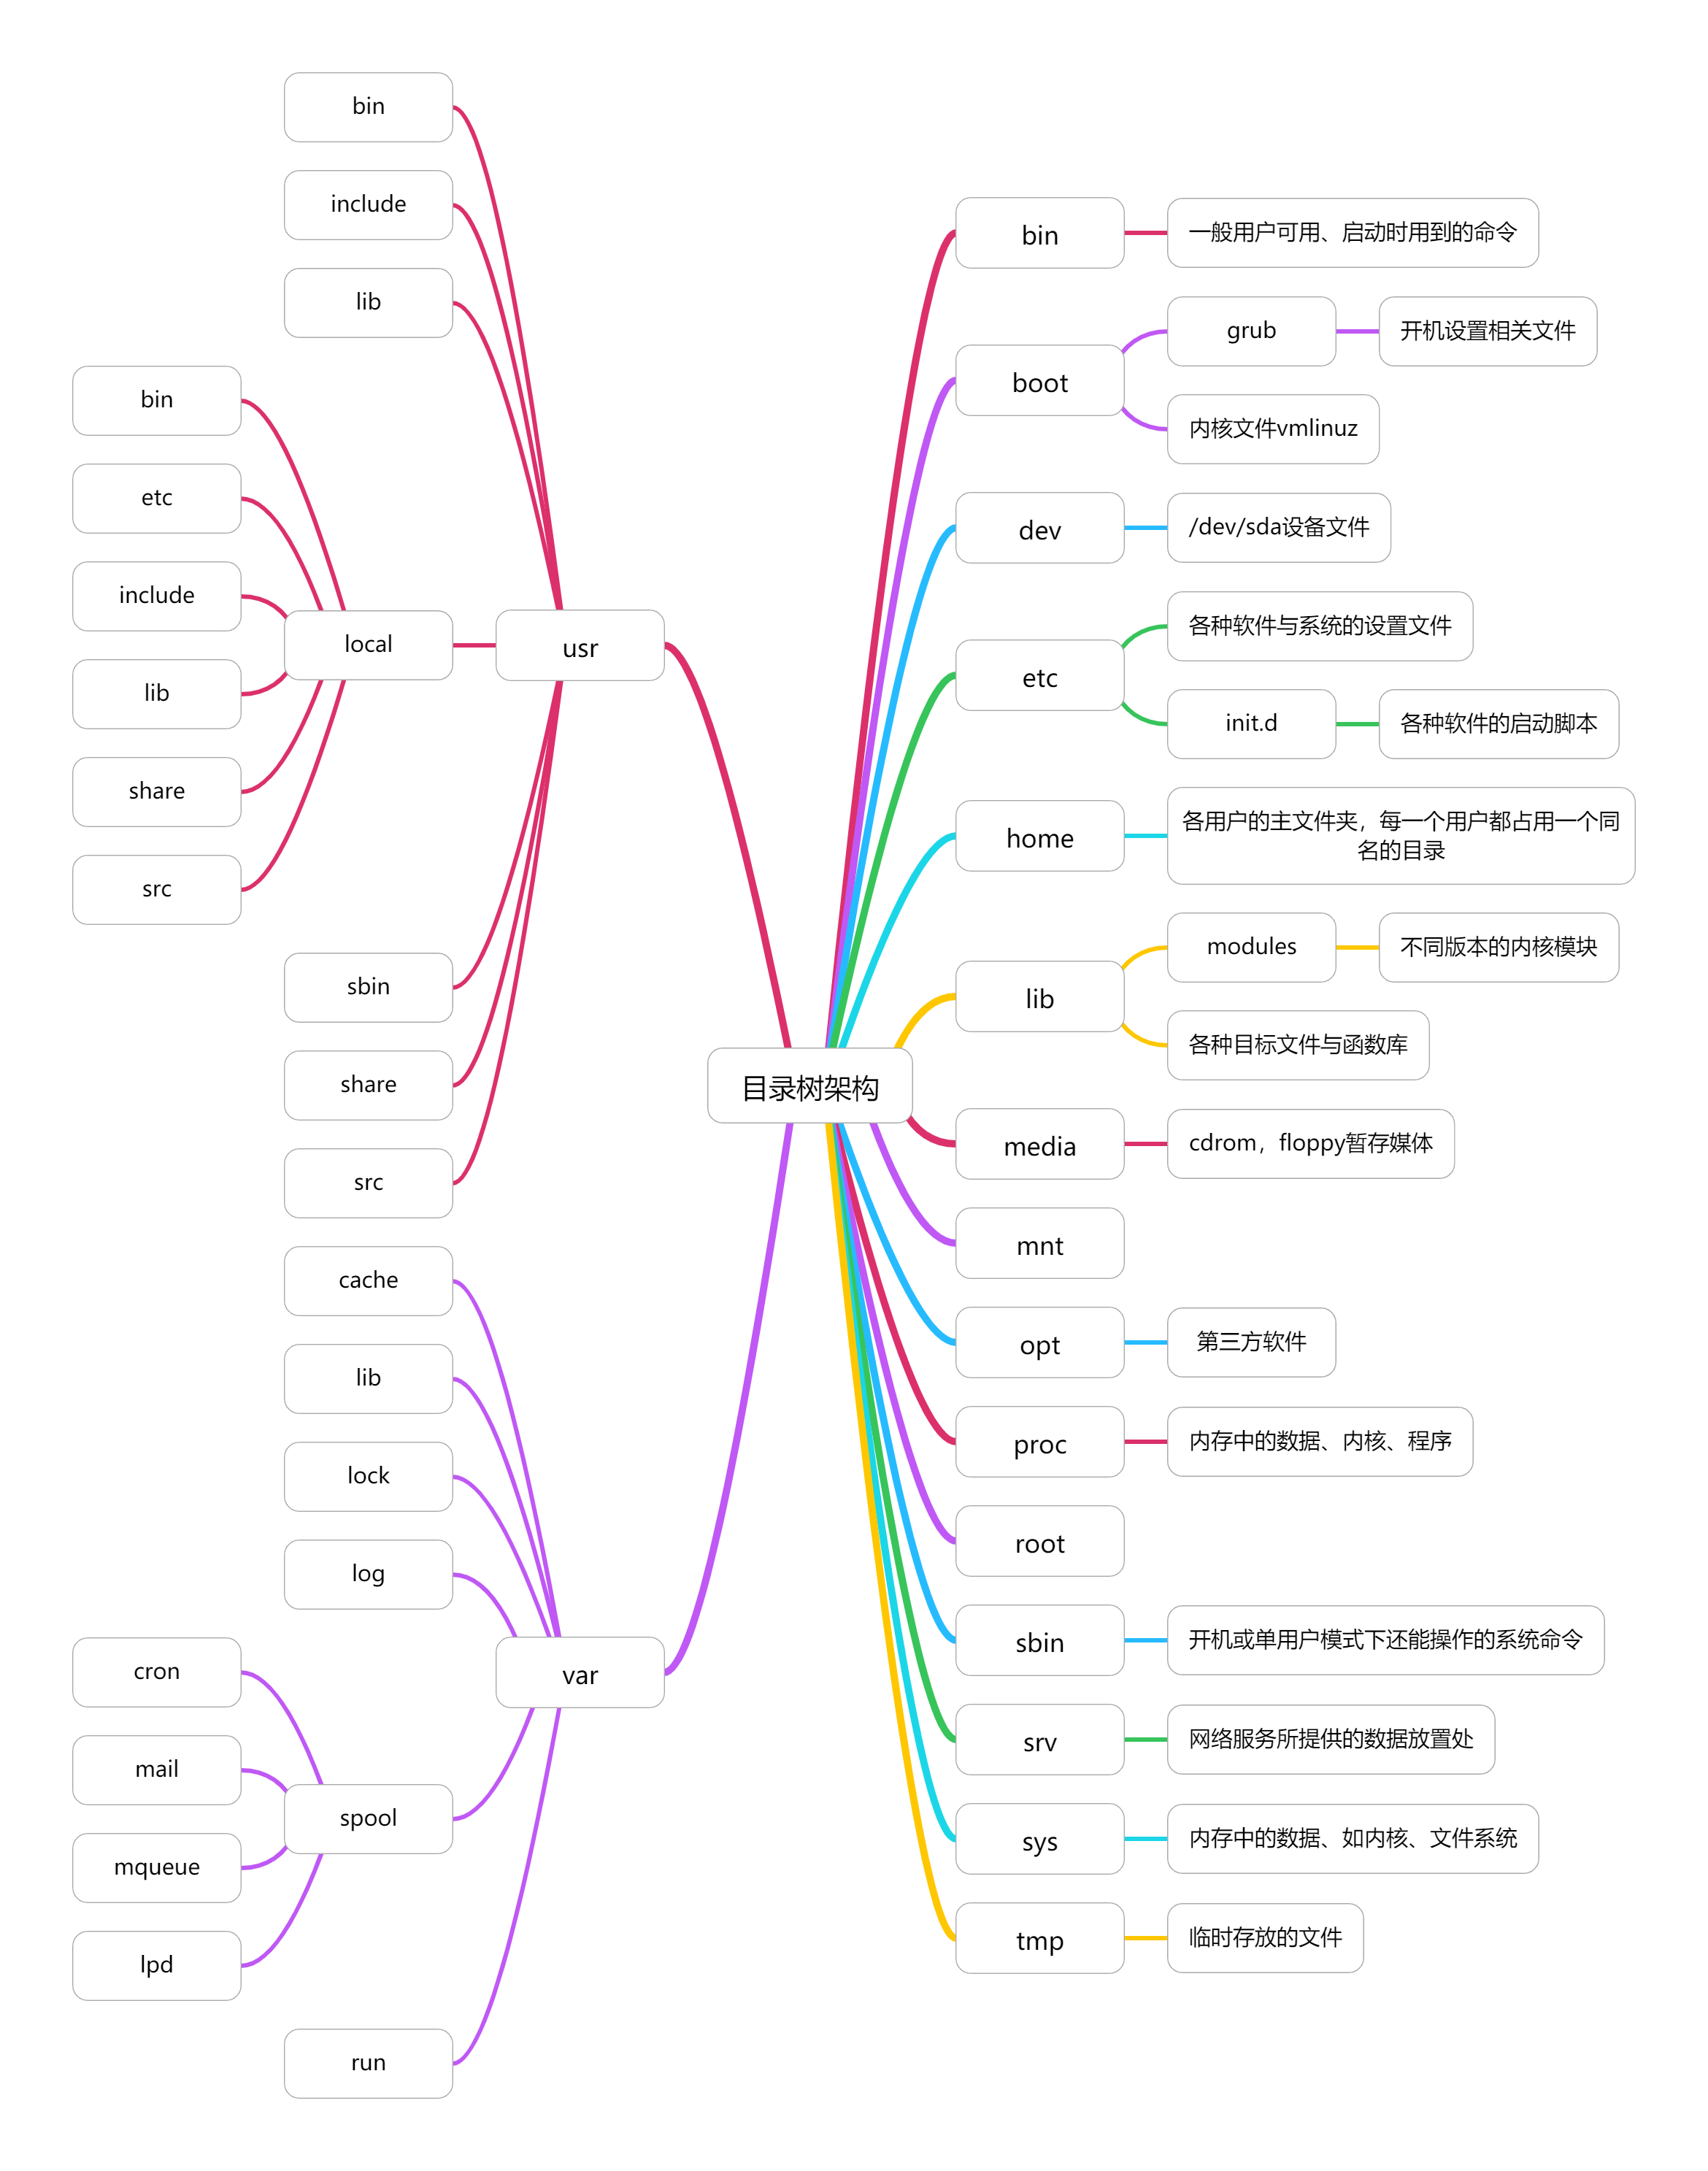 目录树架构
bin
一般用户可用、启动时用到的命令
boot
grub
开机设置相关文件
内核文件vmlinuz
dev
/dev/sda设备文件
etc
各种软件与系统的设置文件
init.d
各种软件的启动脚本
home
各用户的主文件夹，每一个用户都占用一个同
名的目录
lib
modules
不同版本的内核模块
各种目标文件与函数库
media
cdrom，floppy暂存媒体
mnt
opt
第三方软件
proc
内存中的数据、内核、程序
root
sbin
开机或单用户模式下还能操作的系统命令
srv
网络服务所提供的数据放置处
sys
内存中的数据、如内核、文件系统
tmp
临时存放的文件
usr
bin
include
lib
local
bin
etc
include
lib
share
src
sbin
share
src
var
cache
lib
lock
log
spool
cron
mail
mqueue
lpd
run